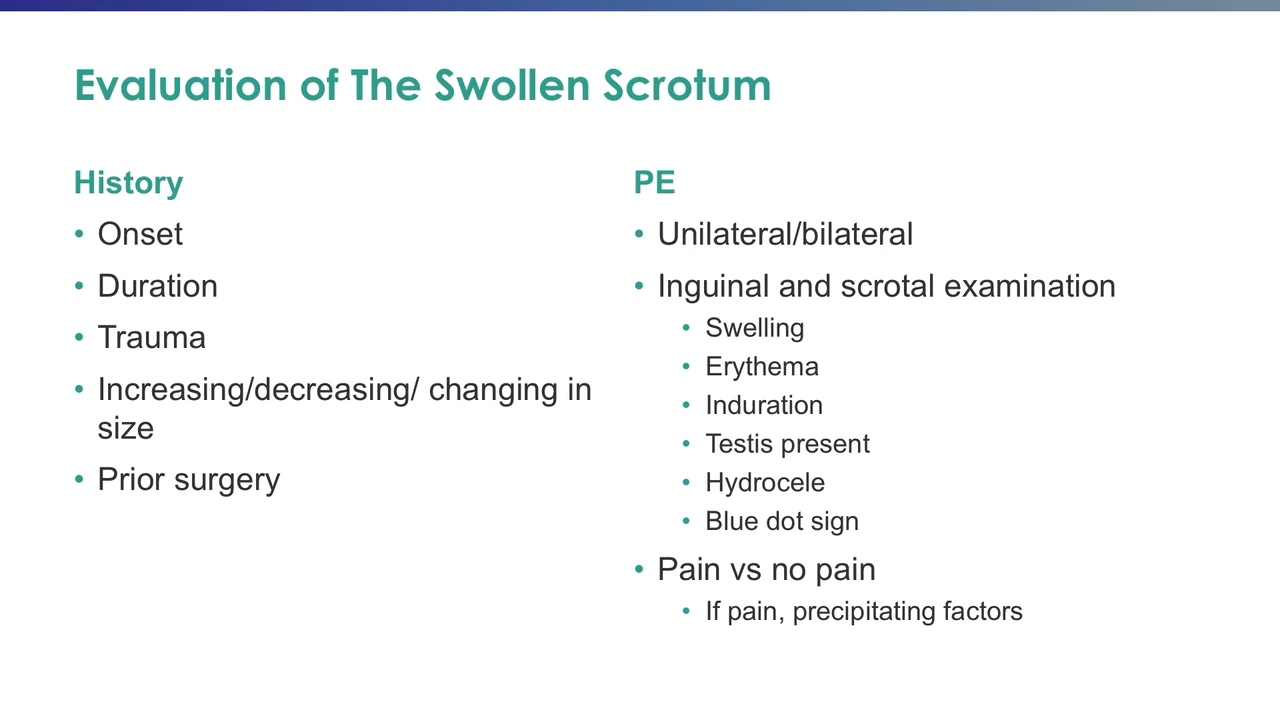 Evaluation of The Swollen Scrotum
History
• Onset
• Duration
• Trauma
• Increasing/decreasing/ changing in
size
• Prior surgery
PE
• Unilateral/bilateral
• Inguinal and scrotal examination
• Swelling
• Erythema
• Induration
• Testis present
• Hydrocele
• Blue dot sign
• Pain vs no pain
• If pain, precipitating factors